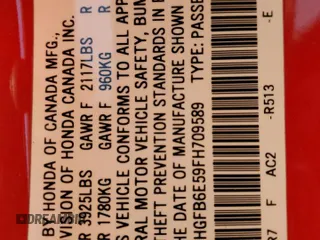 BY HONDA OF CANADA MFG.,
VISION OF HONDA CANADA INC.
R 3925LBS GAWR F 2117LBS R
R 1780KG GAWR F 960KG R
VEHICLE CONFORMS TO ALL APP
RAL MOTOR VEHICLE SAFETY, BUM
THEFT PREVENTION STANDARDS IN E
THE DATE OF MANUFACTURE SHOWN
HGFB6E59FH709589 TYPE: PASSE
R7 F AC2 -R513 -E